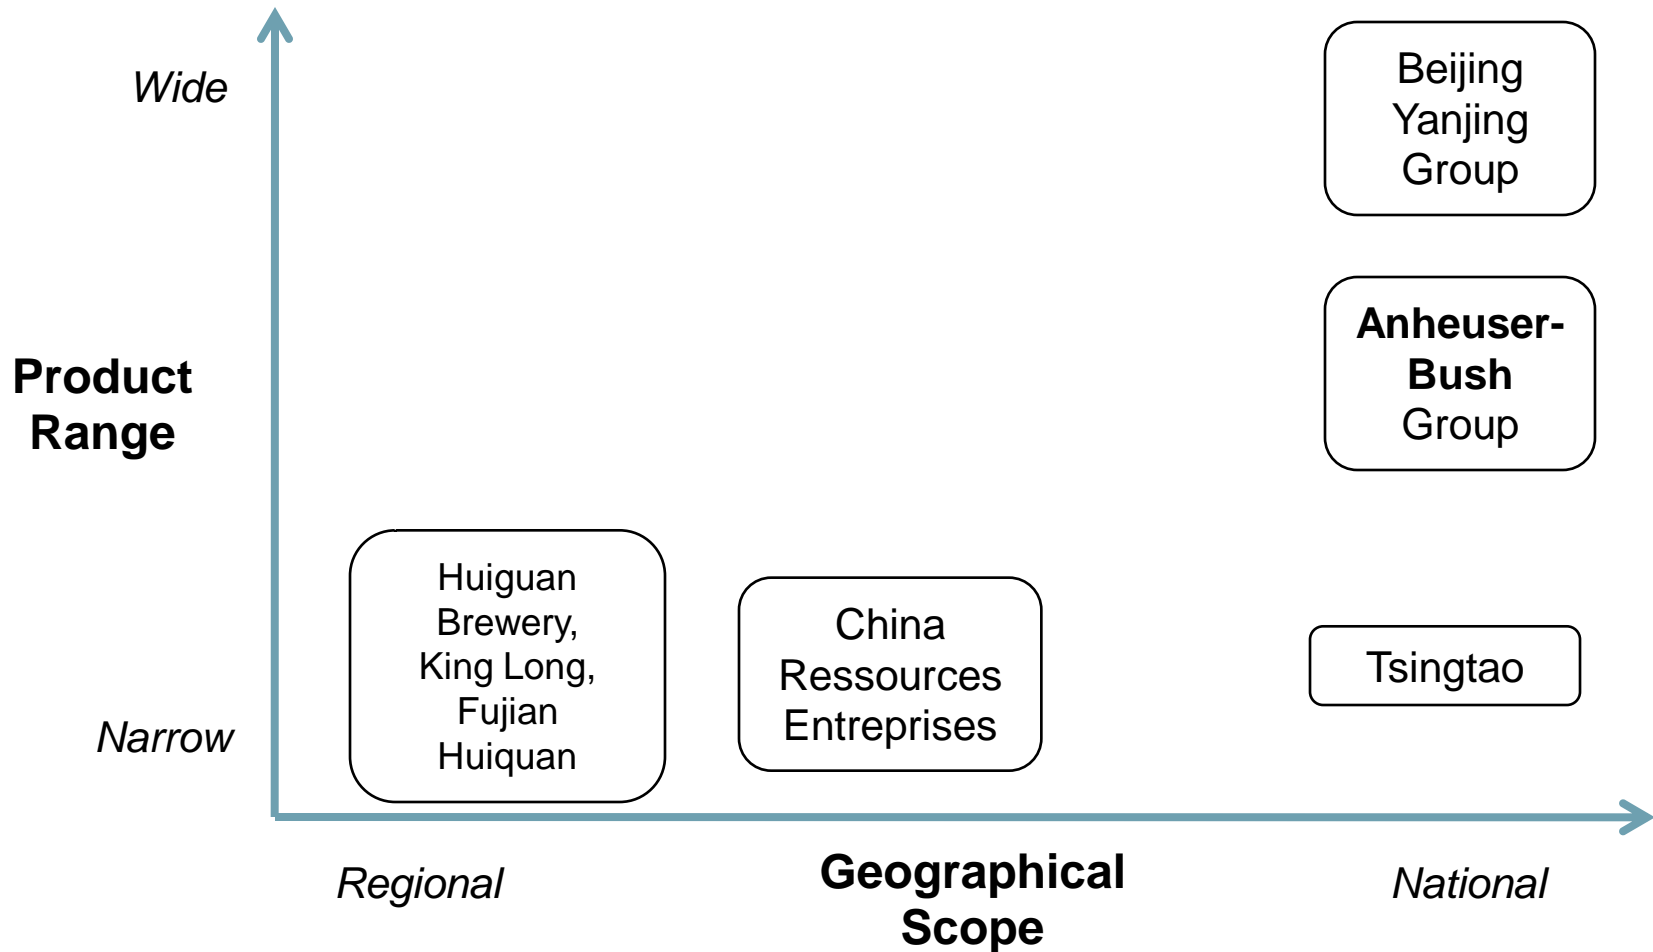 Wide
Beijing
Yanjing
Group
Product
Range
Anheuser-
Bush
Group
Huiguan
Brewery,
King Long,
Fujian
Huiquan
China
Ressources
Entreprises
Tsingtao
Narrow
Regional
Geographical
Scope
National